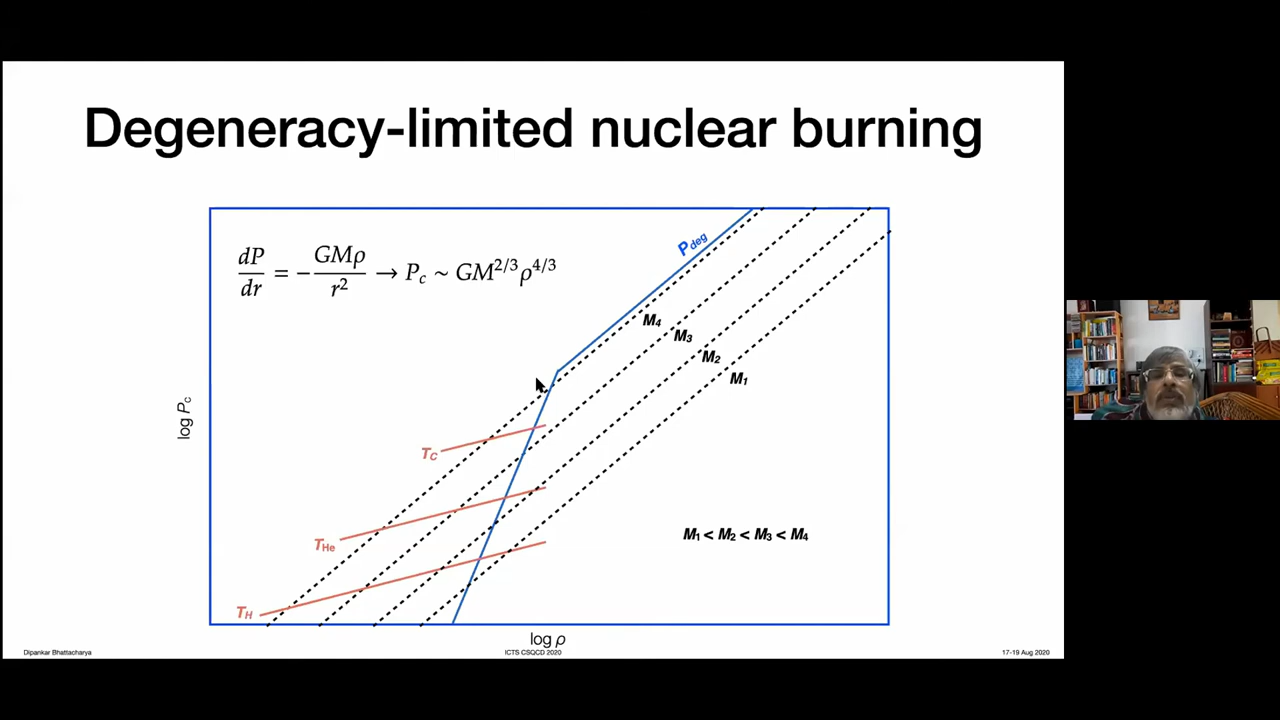 Degeneracy-limited nuclear burning
dP/dr = −GMρ/r² → P_c ~ GM^{2/3}ρ^{4/3}
P_deg
M₄
M₃
M₂
M₁
log P_c
T_C
T_He
T_H
M₁ < M₂ < M₃ < M₄
log ρ
Dipankar Bhattacharya
ICTS CSQCD 2020
17-19 Aug 2020